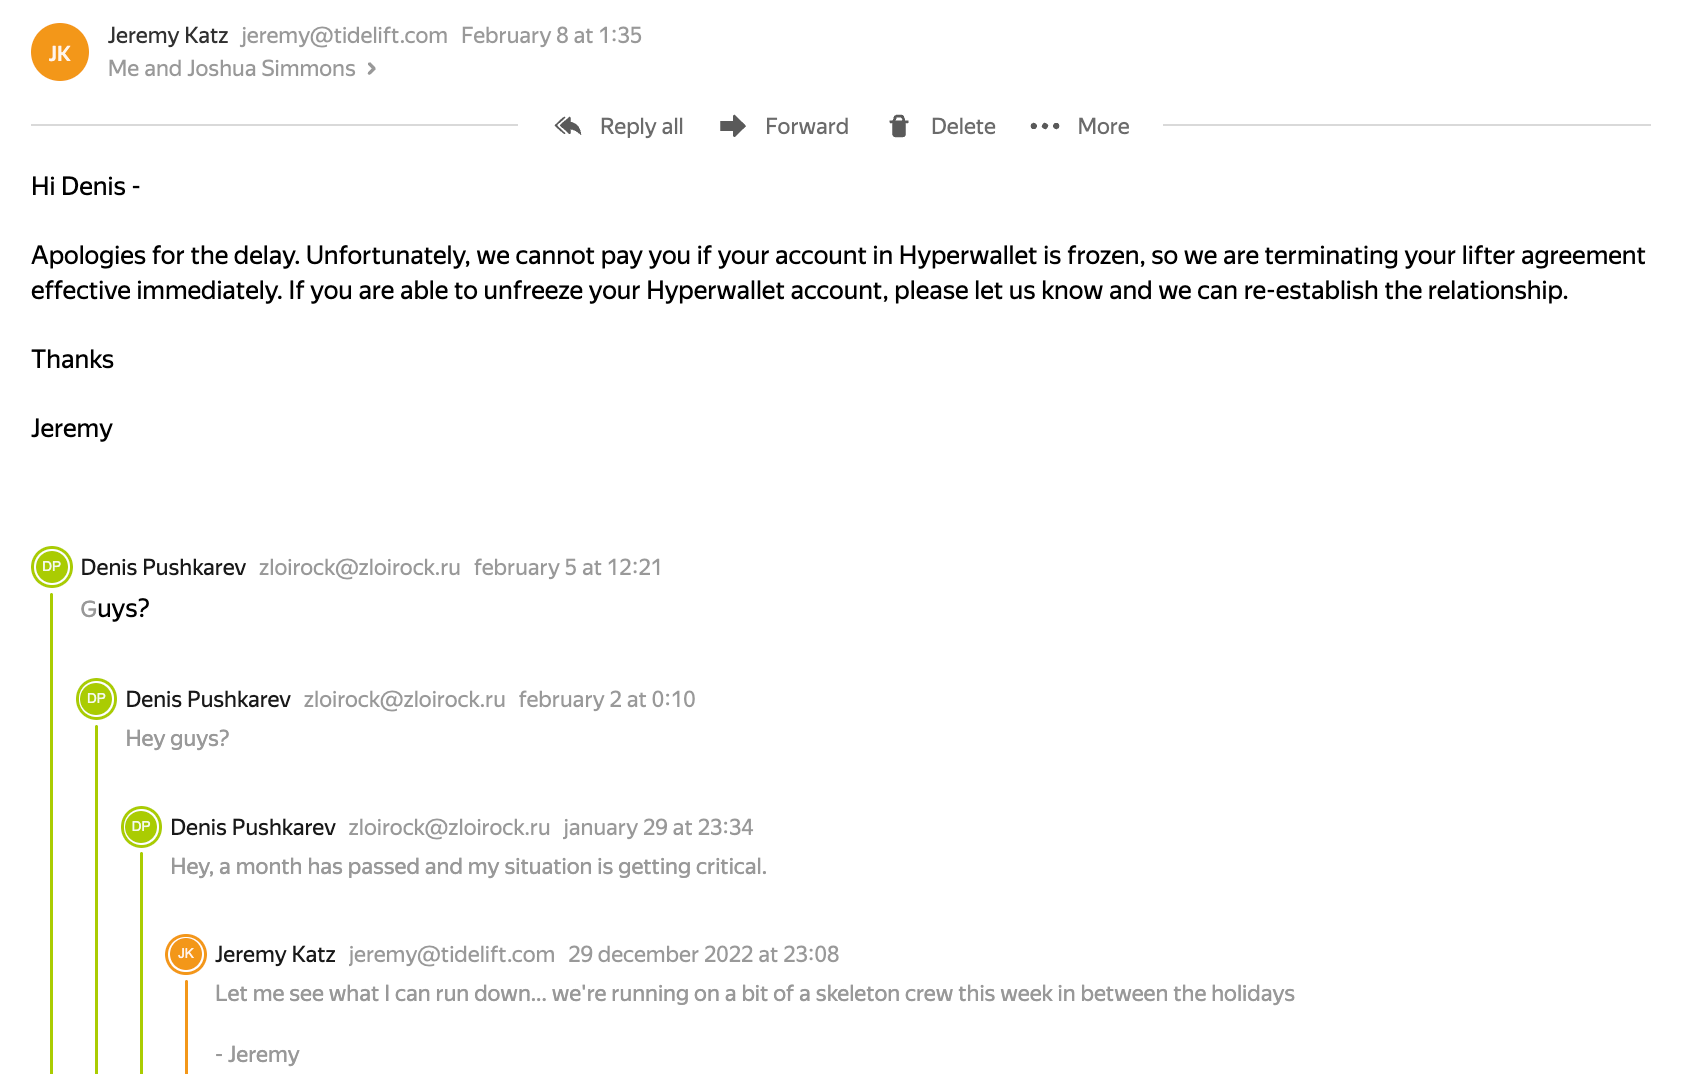 JK
Jeremy Katz jeremy@tidelift.com February 8 at 1:35
Me and Joshua Simmons
Reply all Forward Delete More
Hi Denis -
Apologies for the delay. Unfortunately, we cannot pay you if your account in Hyperwallet is frozen, so we are terminating your lifter agreement
effective immediately. If you are able to unfreeze your Hyperwallet account, please let us know and we can re-establish the relationship.
Thanks
Jeremy
DP Denis Pushkarev zloirock@zloirock.ru february 5 at 12:21
Guys?
DP Denis Pushkarev zloirock@zloirock.ru february 2 at 0:10
Hey guys?
DP Denis Pushkarev zloirock@zloirock.ru january 29 at 23:34
Hey, a month has passed and my situation is getting critical.
JK Jeremy Katz jeremy@tidelift.com 29 december 2022 at 23:08
Let me see what I can run down... we're running on a bit of a skeleton crew this week in between the holidays
- Jeremy